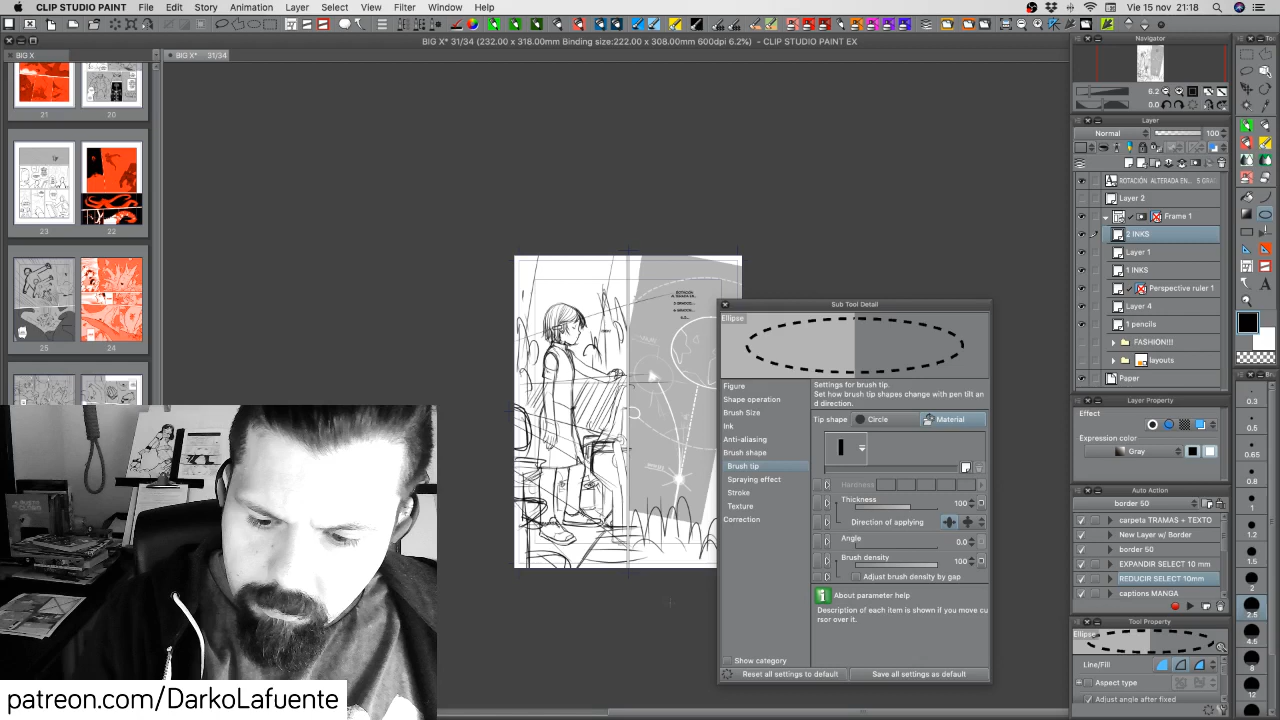 CLIP STUDIO PAINT File Edit Story Animation Layer Select View Filter Window Help
Vie 15 nov 21:18
BIG X* 31/34 (232.00 x 318.00mm Binding size:222.00 x 308.00mm 600dpi 6.2%) - CLIP STUDIO PAINT EX
BIG X
BIG X* 31/34
21 20
23 22
25 24
Navigator
6.2
0.0
Layer
Normal 100
ROTACIÓN ALTERADA EN... 5 GRAD
Layer 2
Frame 1
2 INKS
Layer 1
1 INKS
Perspective ruler 1
Layer 4
1 pencils
FASHION!!!
layouts
Paper
Layer Property
Effect
Expression color
Gray
Auto Action
border 50
carpeta TRAMAS + TEXTO
New Layer w/ Border
border 50
EXPANDIR SELECT 10 mm
REDUCIR SELECT 10mm
captions MANGA
Tool Property
Ellipse
Line/Fill
Aspect type
Adjust angle after fixed
0.3
0.5
0.65
0.8
1
1.2
1.5
2
2.5
4.5
8
12
Sub Tool Detail
Ellipse
Figure
Shape operation
Brush Size
Ink
Anti-aliasing
Brush shape
Brush tip
Spraying effect
Stroke
Texture
Correction
Settings for brush tip.
Set how brush tip shapes change with pen tilt an
d direction.
Tip shape Circle Material
Hardness
Thickness 100
Direction of applying
Angle 0.0
Brush density 100
Adjust brush density by gap
About parameter help
Description of each item is shown if you move cu
rsor over it.
Show category
Reset all settings to default Save all settings as default
patreon.com/DarkoLafuente